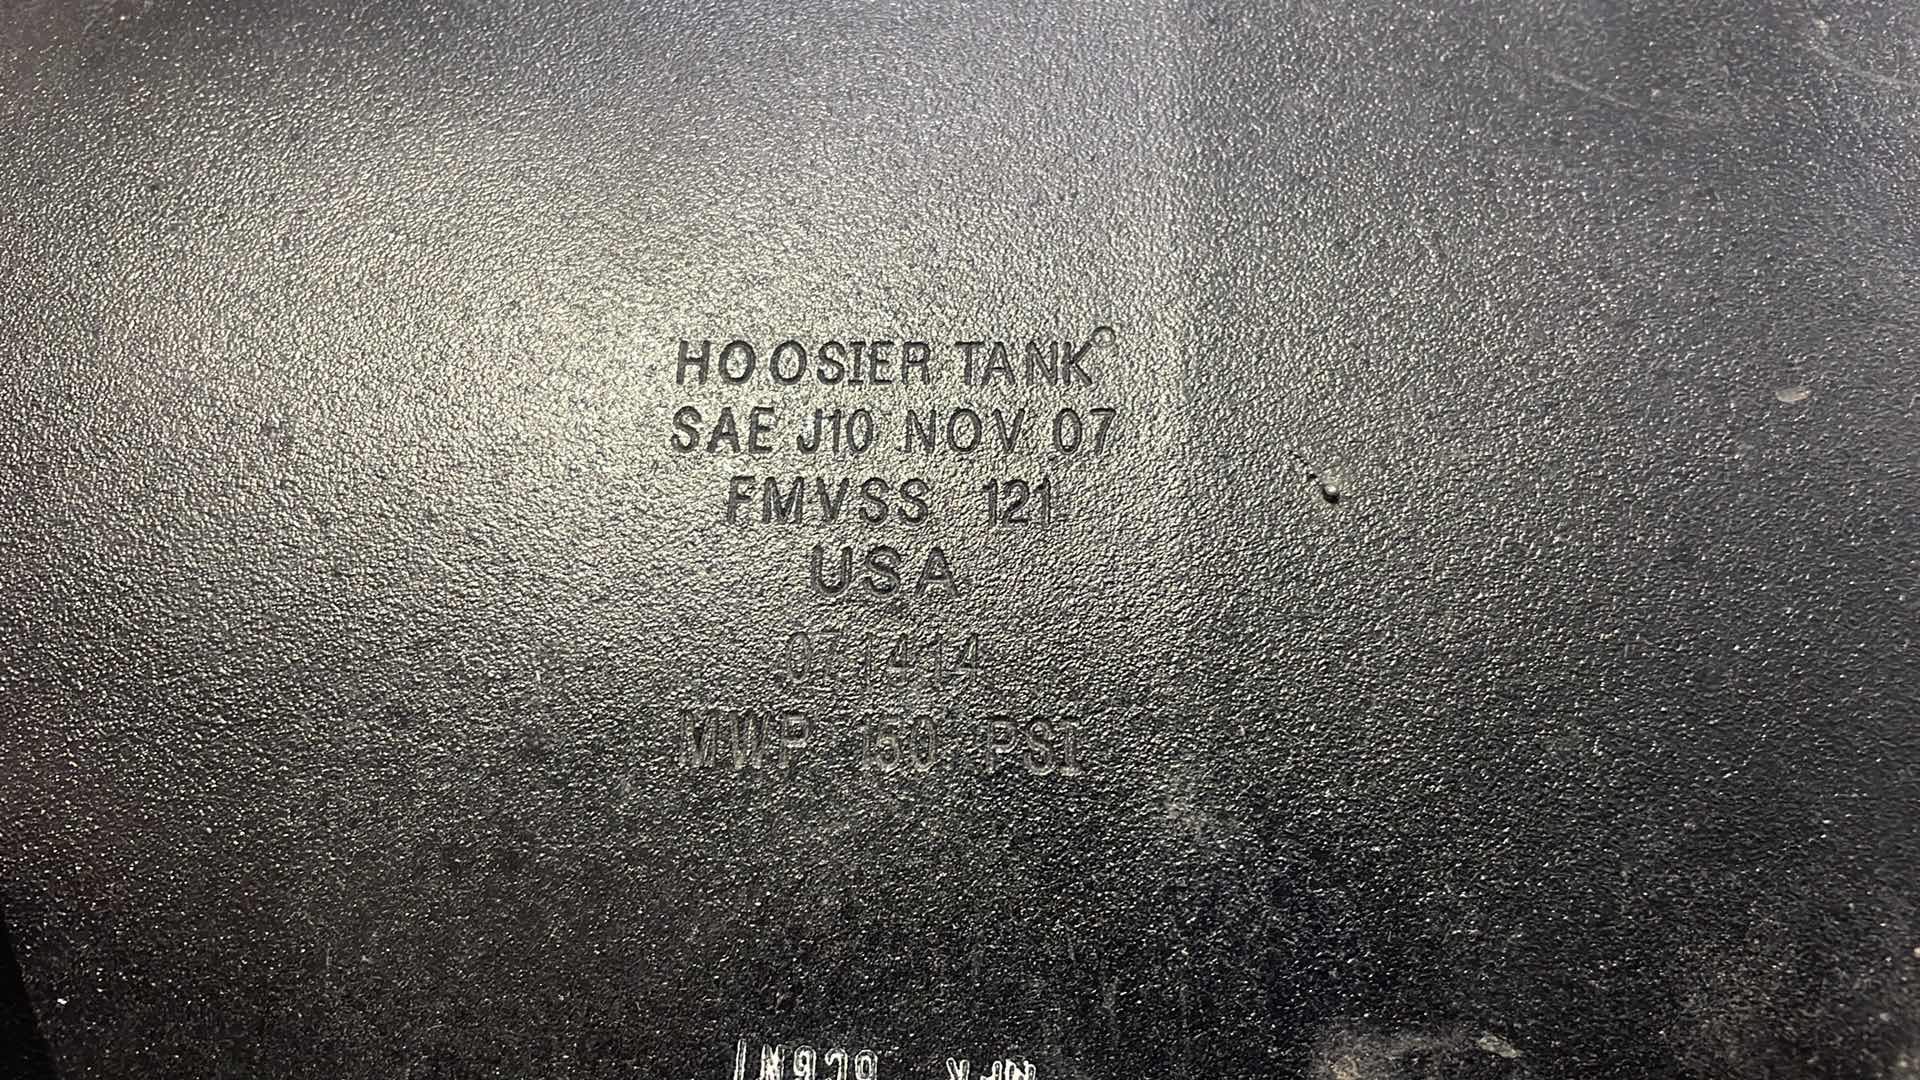 HOOSIER TANK
SAE J10 NOV 07
FMVSS 121
USA
071414
MWP 150 PSI